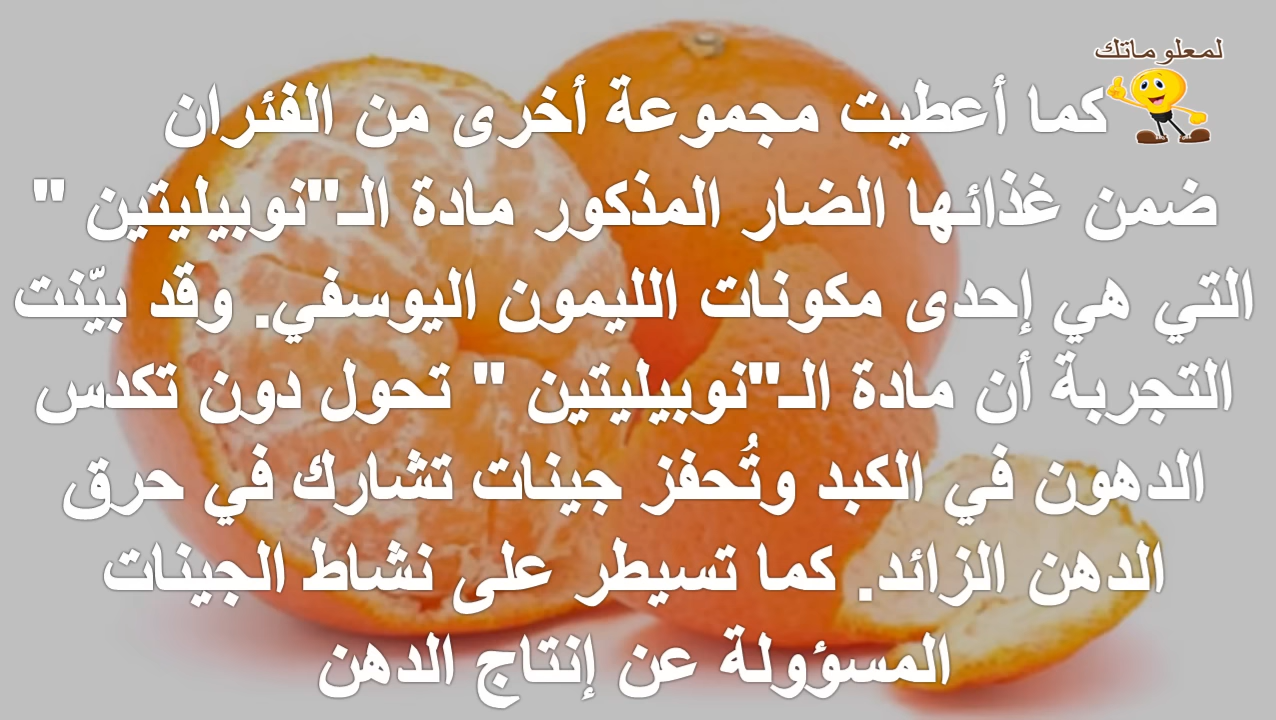 لمعلوماتك
كما أعطيت مجموعة أخرى من الفئران
ضمن غذائها الضار المذكور مادة الـ"نوبيليتين "
التي هي إحدى مكونات الليمون اليوسفي. وقد بيّنت
التجربة أن مادة الـ"نوبيليتين " تحول دون تكدس
الدهون في الكبد وتُحفز جينات تشارك في حرق
الدهن الزائد. كما تسيطر على نشاط الجينات
المسؤولة عن إنتاج الدهن